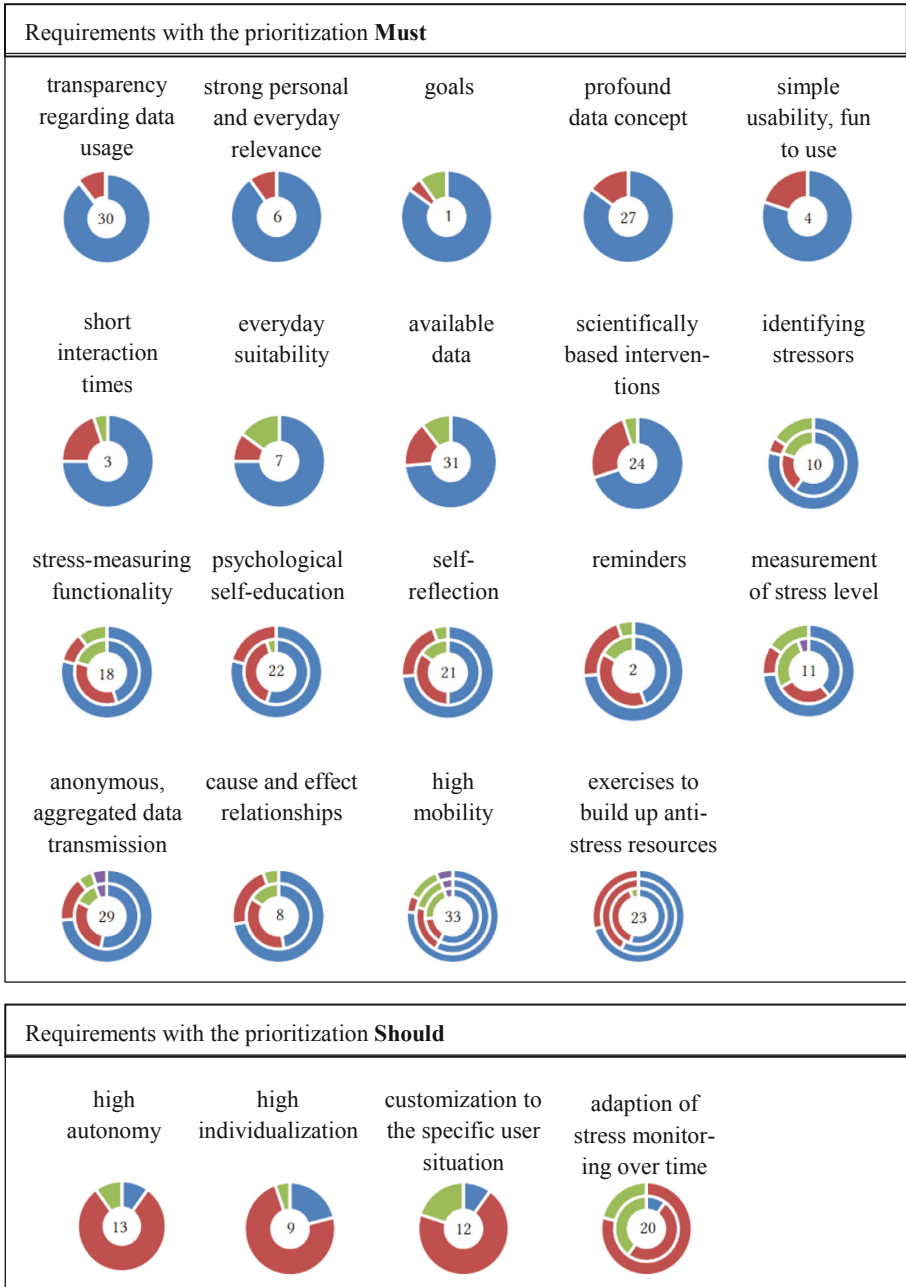 Requirements with the prioritization Must
transparency
regarding data
usage
30
strong personal
and everyday
relevance
6
goals
1
profound
data concept
27
simple
usability, fun
to use
4
short
interaction
times
3
everyday
suitability
7
available
data
31
scientifically
based interven-
tions
24
identifying
stressors
10
stress-measuring
functionality
18
psychological
self-education
22
self-
reflection
21
reminders
2
measurement
of stress level
11
anonymous,
aggregated data
transmission
29
cause and effect
relationships
8
high
mobility
33
exercises to
build up anti-
stress resources
23
Requirements with the prioritization Should
high
autonomy
13
high
individualization
9
customization to
the specific user
situation
12
adaption of
stress monitor-
ing over time
20